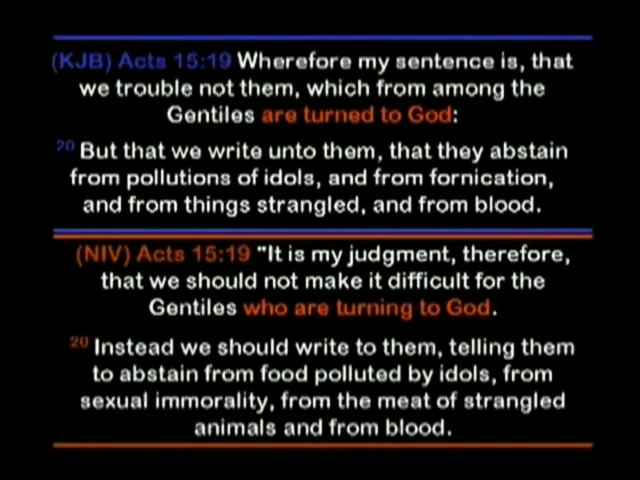 (KJB) Acts 15:19 Wherefore my sentence is, that
we trouble not them, which from among the
Gentiles are turned to God:
20 But that we write unto them, that they abstain
from pollutions of idols, and from fornication,
and from things strangled, and from blood.
(NIV) Acts 15:19 "It is my judgment, therefore,
that we should not make it difficult for the
Gentiles who are turning to God.
20 Instead we should write to them, telling them
to abstain from food polluted by idols, from
sexual immorality, from the meat of strangled
animals and from blood.